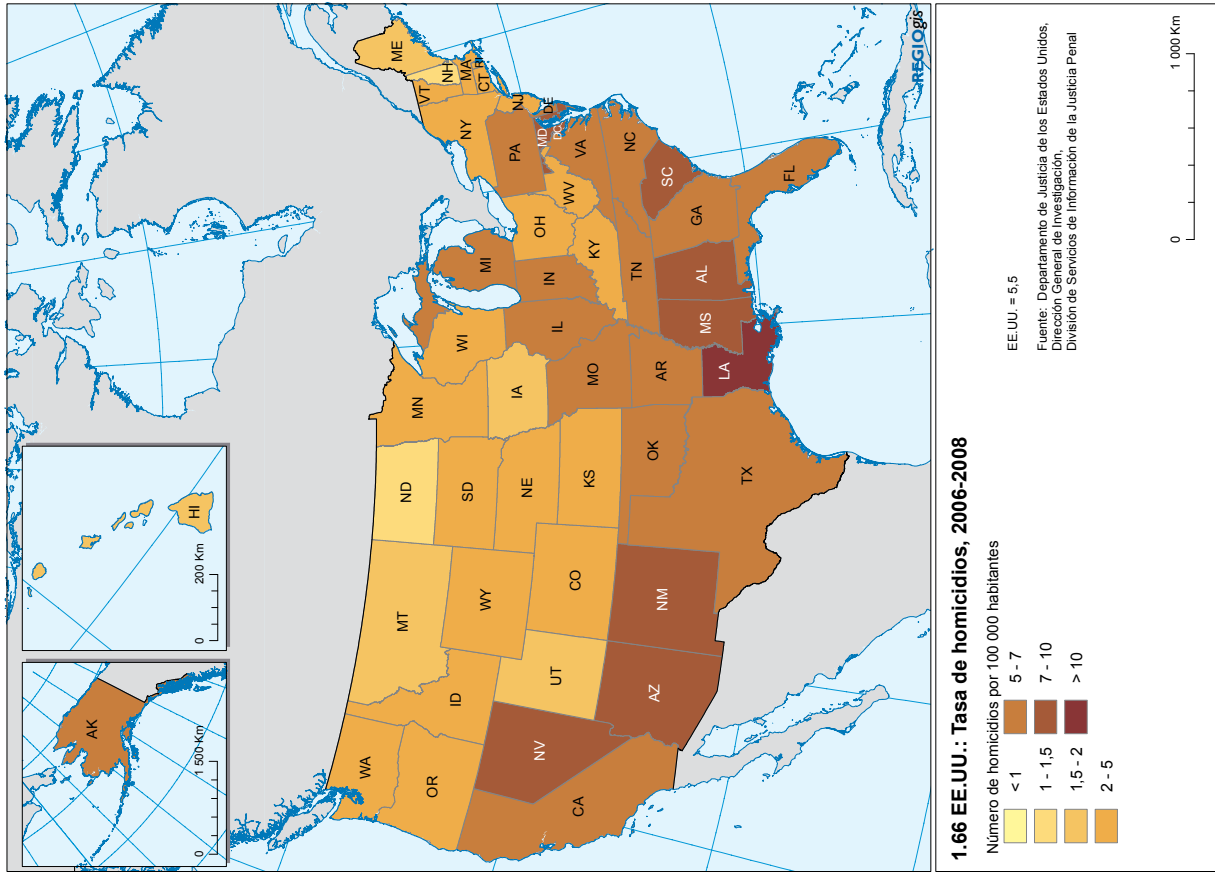 AK
0
1 500 Km
HI
0
200 Km
WA
OR
CA
NV
ID
MT
WY
UT
CO
AZ
NM
ND
SD
NE
KS
OK
TX
MN
IA
MO
AR
LA
WI
IL
MI
IN
OH
KY
TN
MS
AL
GA
FL
SC
NC
VA
WV
MD
DC
DE
PA
NJ
NY
CT
RI
MA
VT
NH
ME
REGIOgis
1.66 EE.UU.: Tasa de homicidios, 2006-2008
Número de homicidios por 100 000 habitantes
< 1
1 - 1,5
1,5 - 2
2 - 5
5 - 7
7 - 10
> 10
EE.UU. = 5,5
Fuente: Departamento de Justicia de los Estados Unidos,
Dirección General de Investigación,
División de Servicios de Información de la Justicia Penal
0
1 000 Km